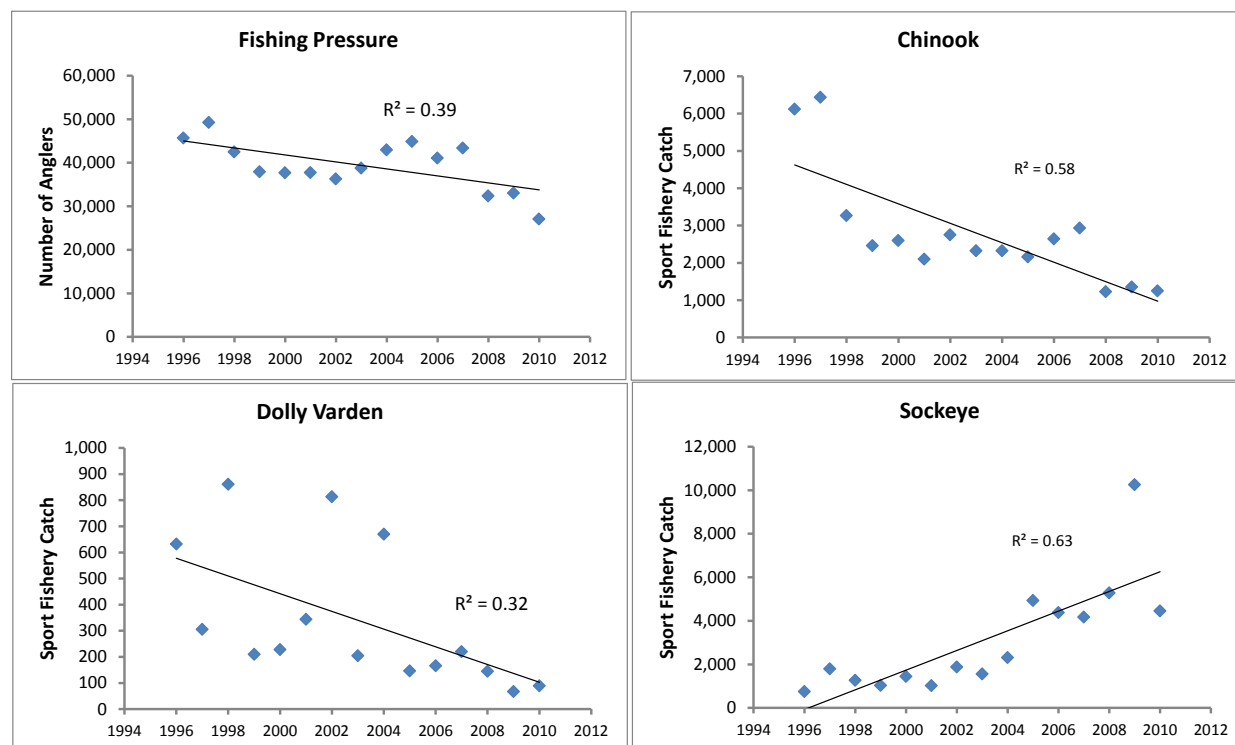 Fishing Pressure
Number of Anglers
60,000
50,000
40,000
30,000
20,000
10,000
0
R² = 0.39
1994 1996 1998 2000 2002 2004 2006 2008 2010 2012
Chinook
Sport Fishery Catch
7,000
6,000
5,000
4,000
3,000
2,000
1,000
0
R² = 0.58
1994 1996 1998 2000 2002 2004 2006 2008 2010 2012
Dolly Varden
Sport Fishery Catch
1,000
900
800
700
600
500
400
300
200
100
0
R² = 0.32
1994 1996 1998 2000 2002 2004 2006 2008 2010 2012
Sockeye
Sport Fishery Catch
12,000
10,000
8,000
6,000
4,000
2,000
0
R² = 0.63
1994 1996 1998 2000 2002 2004 2006 2008 2010 2012